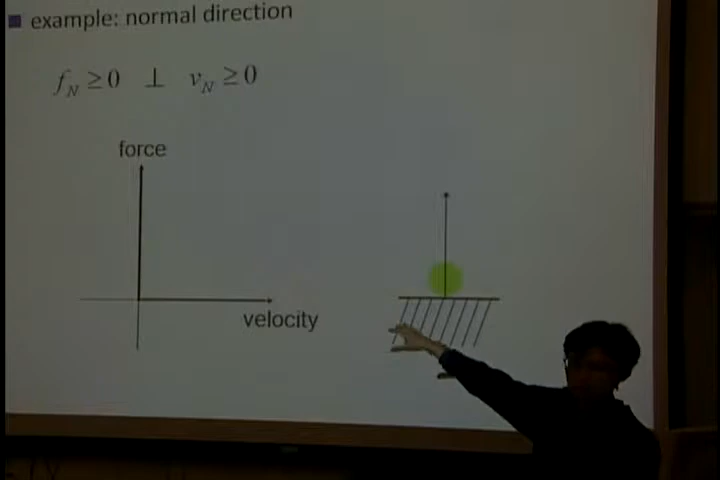 example: normal direction
f_N ≥ 0 ⊥ v_N ≥ 0
force
velocity